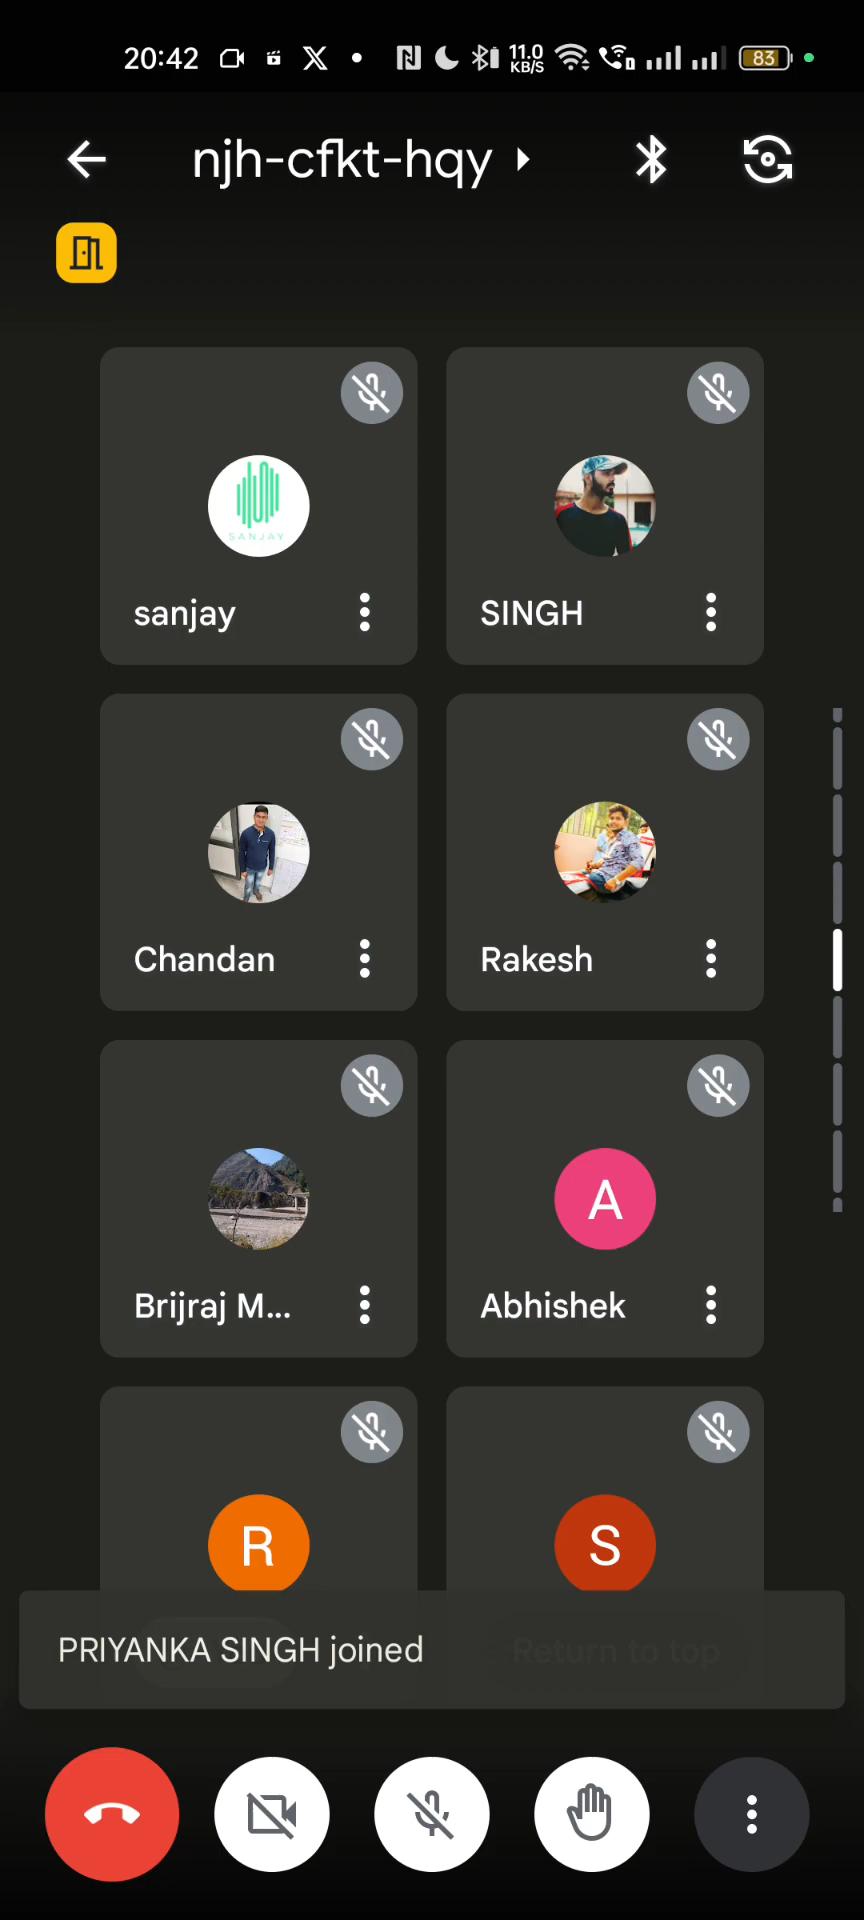 20:42 11.0 KB/S 83
njh-cfkt-hqy
SANJAY
sanjay
SINGH
Chandan
Rakesh
Brijraj M...
A
Abhishek
R
S
PRIYANKA SINGH joined
Return to top